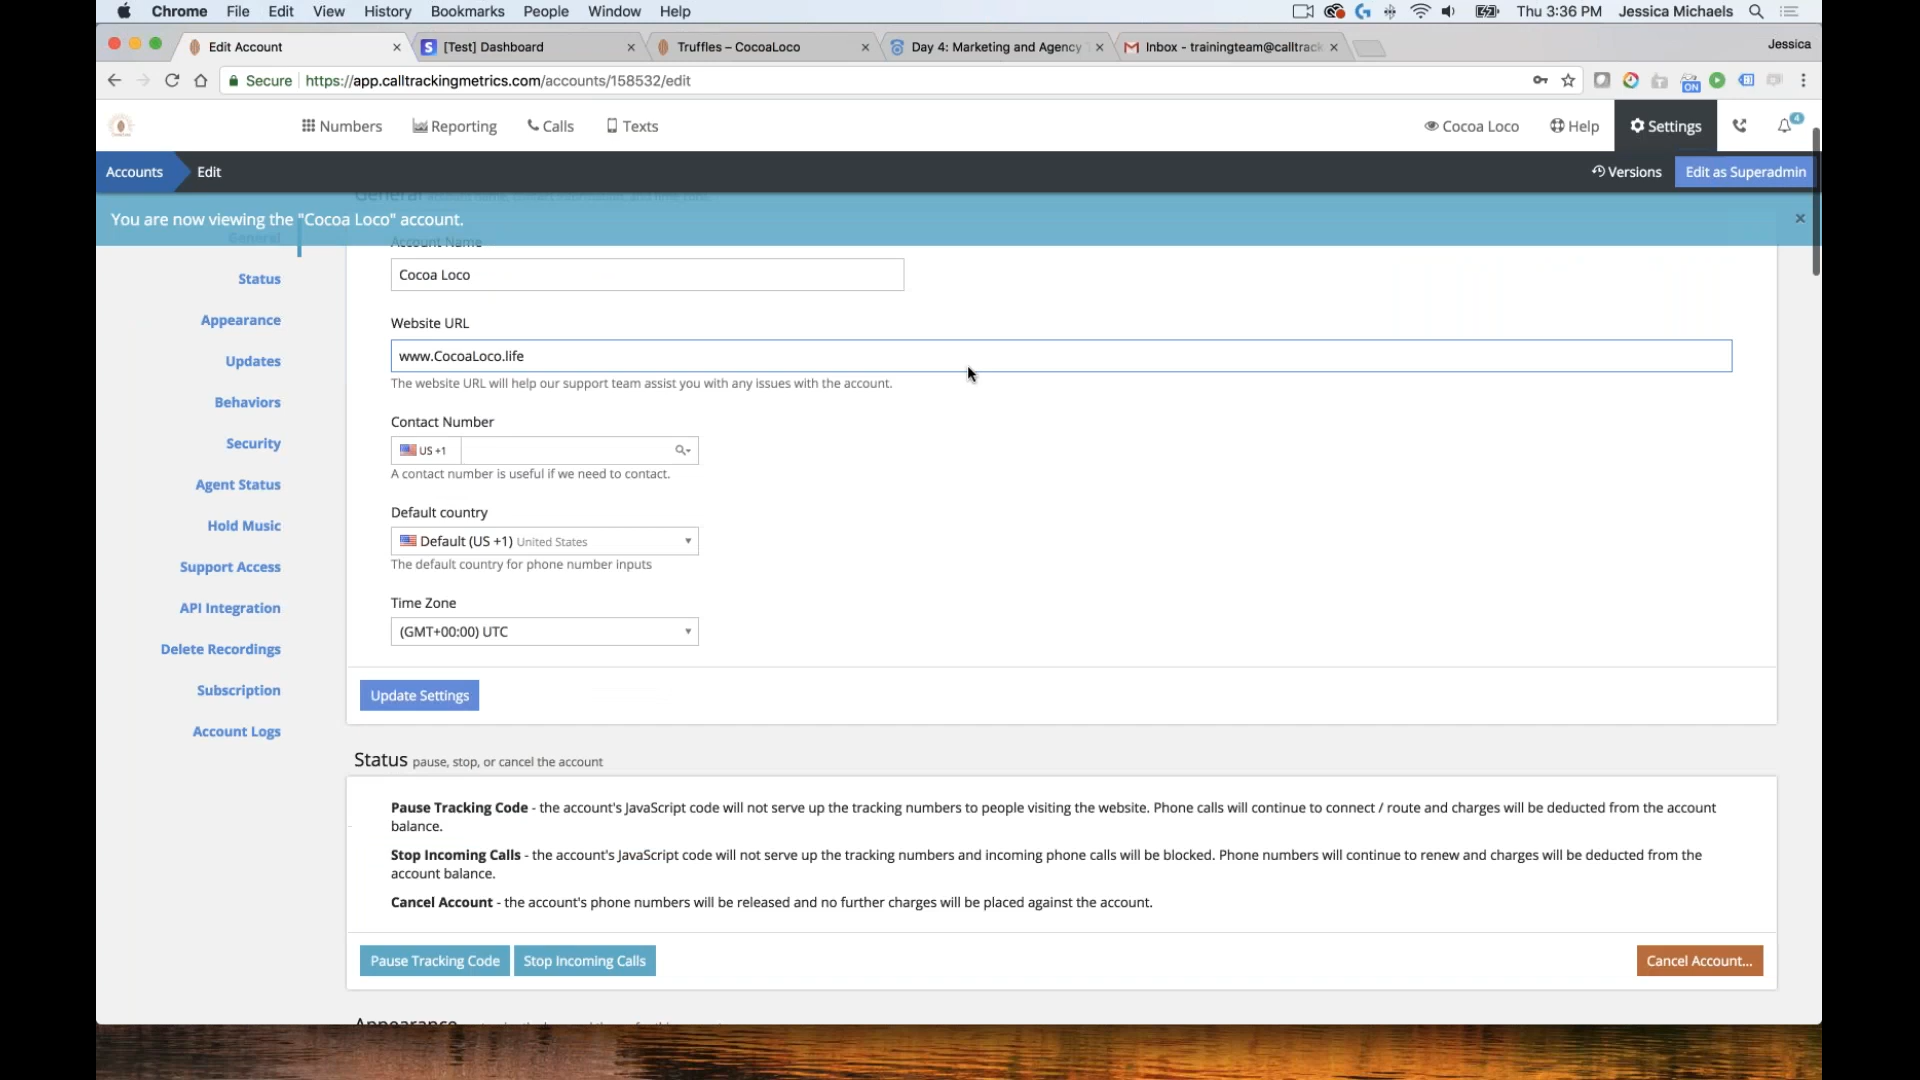 Chrome File Edit View History Bookmarks People Window Help Thu 3:36 PM Jessica Michaels
Edit Account [Test] Dashboard Truffles – CocoaLoco Day 4: Marketing and Agency Inbox - trainingteam@calltrack Jessica
Secure https://app.calltrackingmetrics.com/accounts/158532/edit ON
Numbers Reporting Calls Texts Cocoa Loco Help Settings 4
Accounts Edit Versions Edit as Superadmin
General
You are now viewing the "Cocoa Loco" account.
General
Account Name
Status
Cocoa Loco
Appearance
Website URL
www.CocoaLoco.life
Updates
The website URL will help our support team assist you with any issues with the account.
Behaviors
Contact Number
Security
US +1
A contact number is useful if we need to contact.
Agent Status
Default country
Hold Music
Default (US +1) United States
The default country for phone number inputs
Support Access
Time Zone
API Integration
(GMT+00:00) UTC
Delete Recordings
Subscription
Update Settings
Account Logs
Status pause, stop, or cancel the account
Pause Tracking Code - the account's JavaScript code will not serve up the tracking numbers to people visiting the website. Phone calls will continue to connect / route and charges will be deducted from the account
balance.
Stop Incoming Calls - the account's JavaScript code will not serve up the tracking numbers and incoming phone calls will be blocked. Phone numbers will continue to renew and charges will be deducted from the
account balance.
Cancel Account - the account's phone numbers will be released and no further charges will be placed against the account.
Pause Tracking Code Stop Incoming Calls Cancel Account...
Appearance